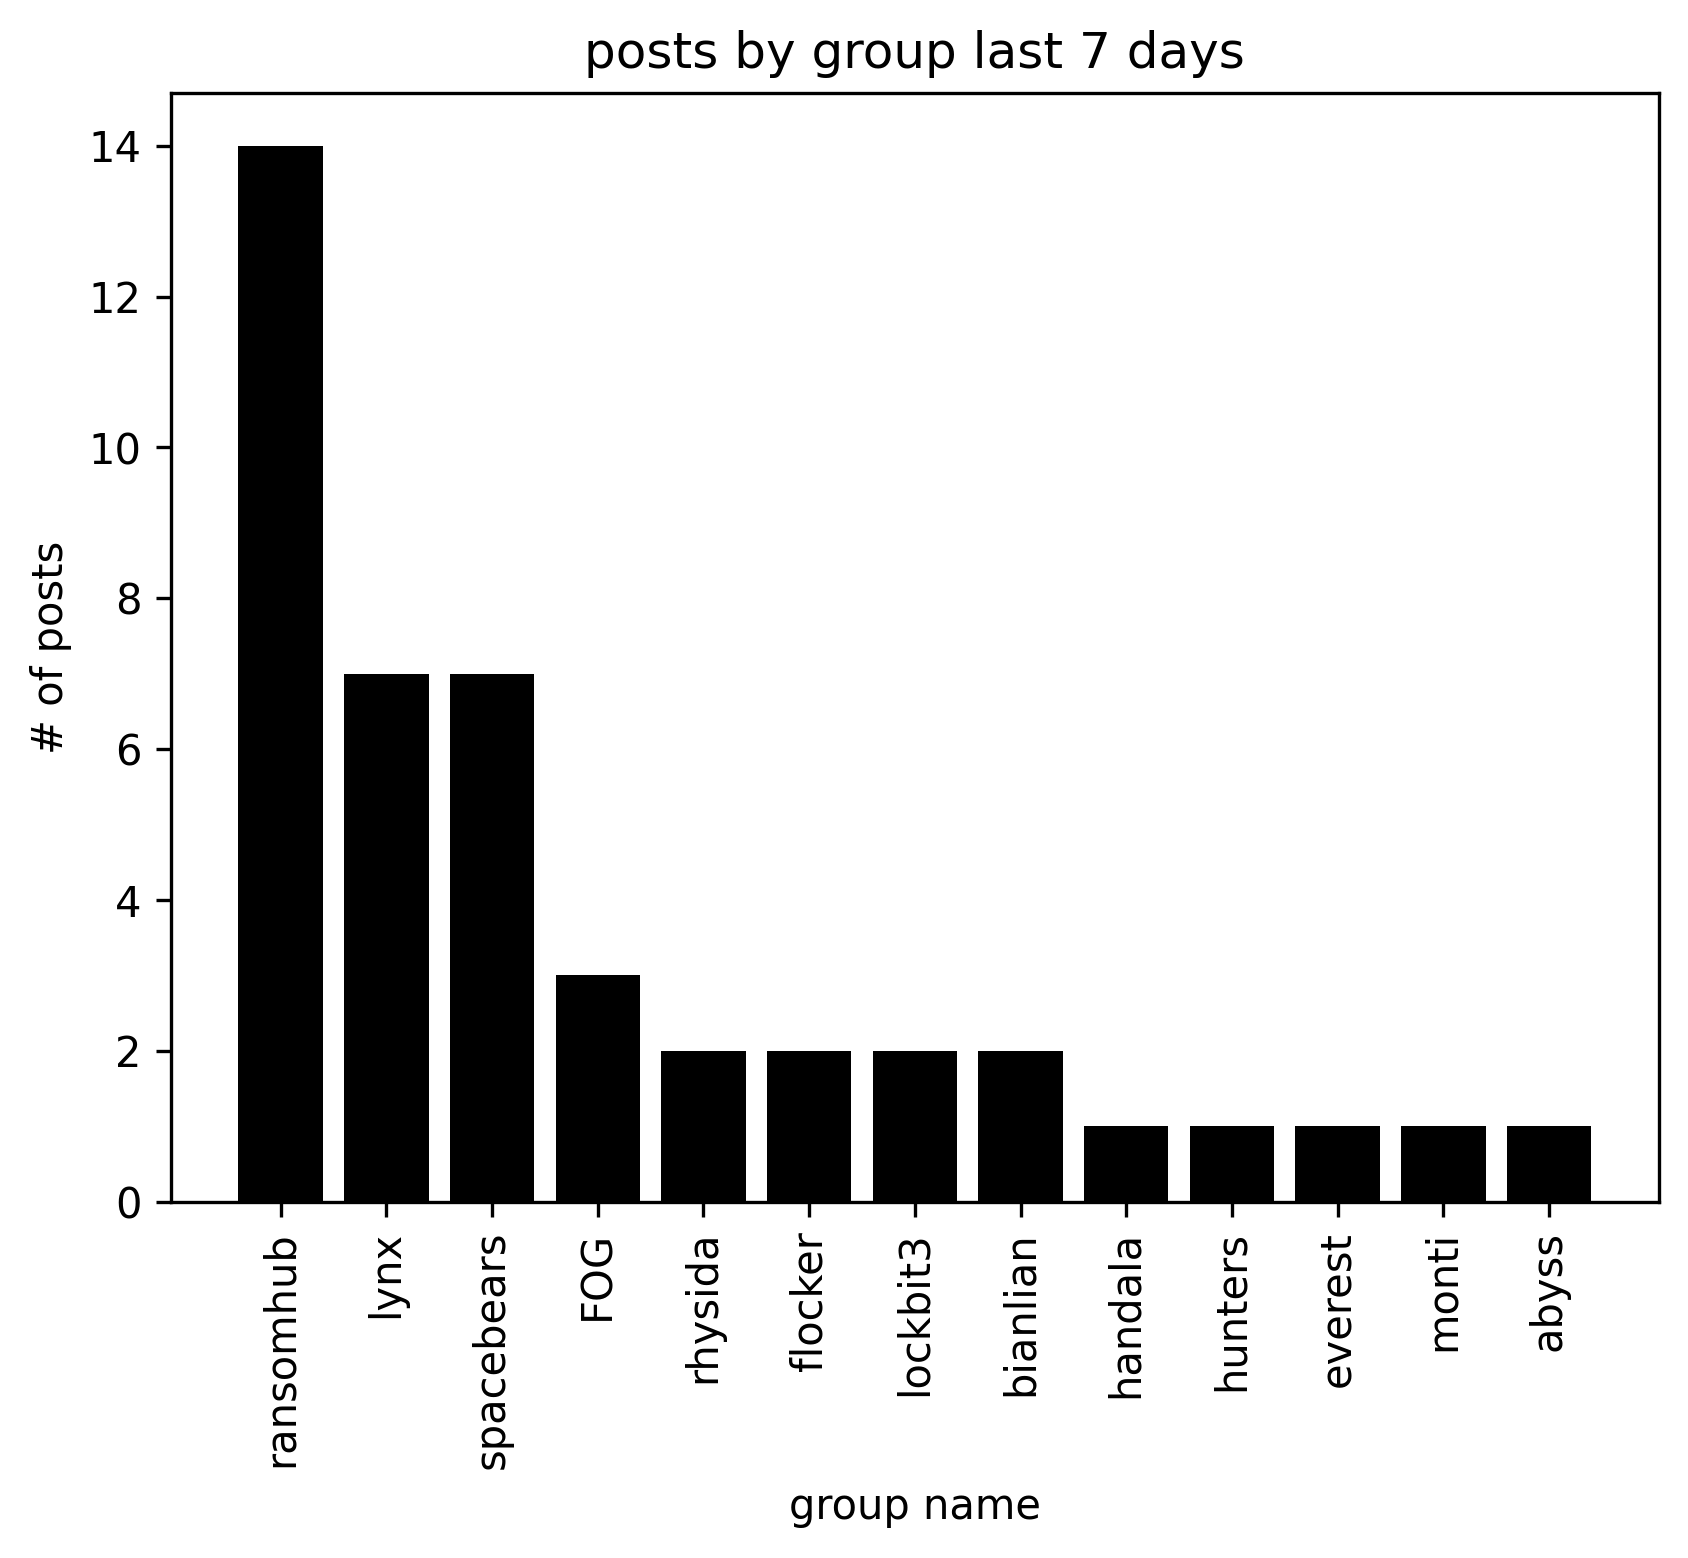 posts by group last 7 days
14
12
10
8
6
4
2
0
# of posts
ransomhub
lynx
spacebears
FOG
rhysida
flocker
lockbit3
bianlian
handala
hunters
everest
monti
abyss
group name